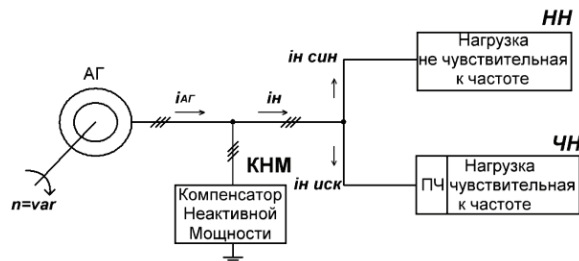 АГ
n=var
iАГ
iн
КНМ
Компенсатор
Неактивной
Мощности
iн син
iн иск
НН
Нагрузка
не чувствительная
к частоте
ЧН
ПЧ
Нагрузка
чувствительная
к частоте